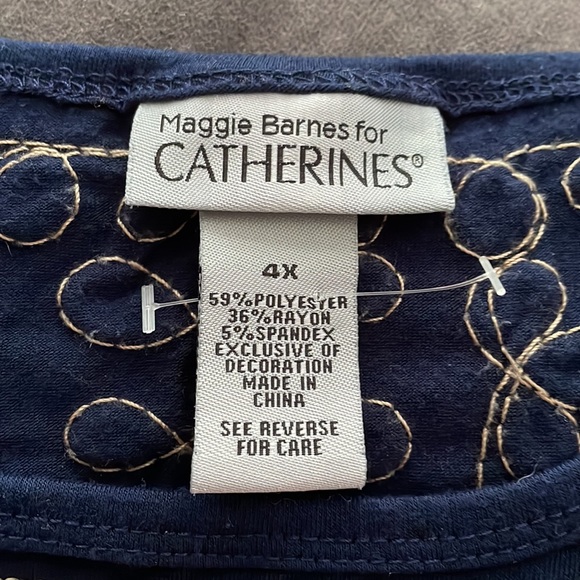 Maggie Barnes for
CATHERINES®
4X
59%POLYESTER
36%RAYON
5%SPANDEX
EXCLUSIVE OF
DECORATION
MADE IN
CHINA
SEE REVERSE
FOR CARE